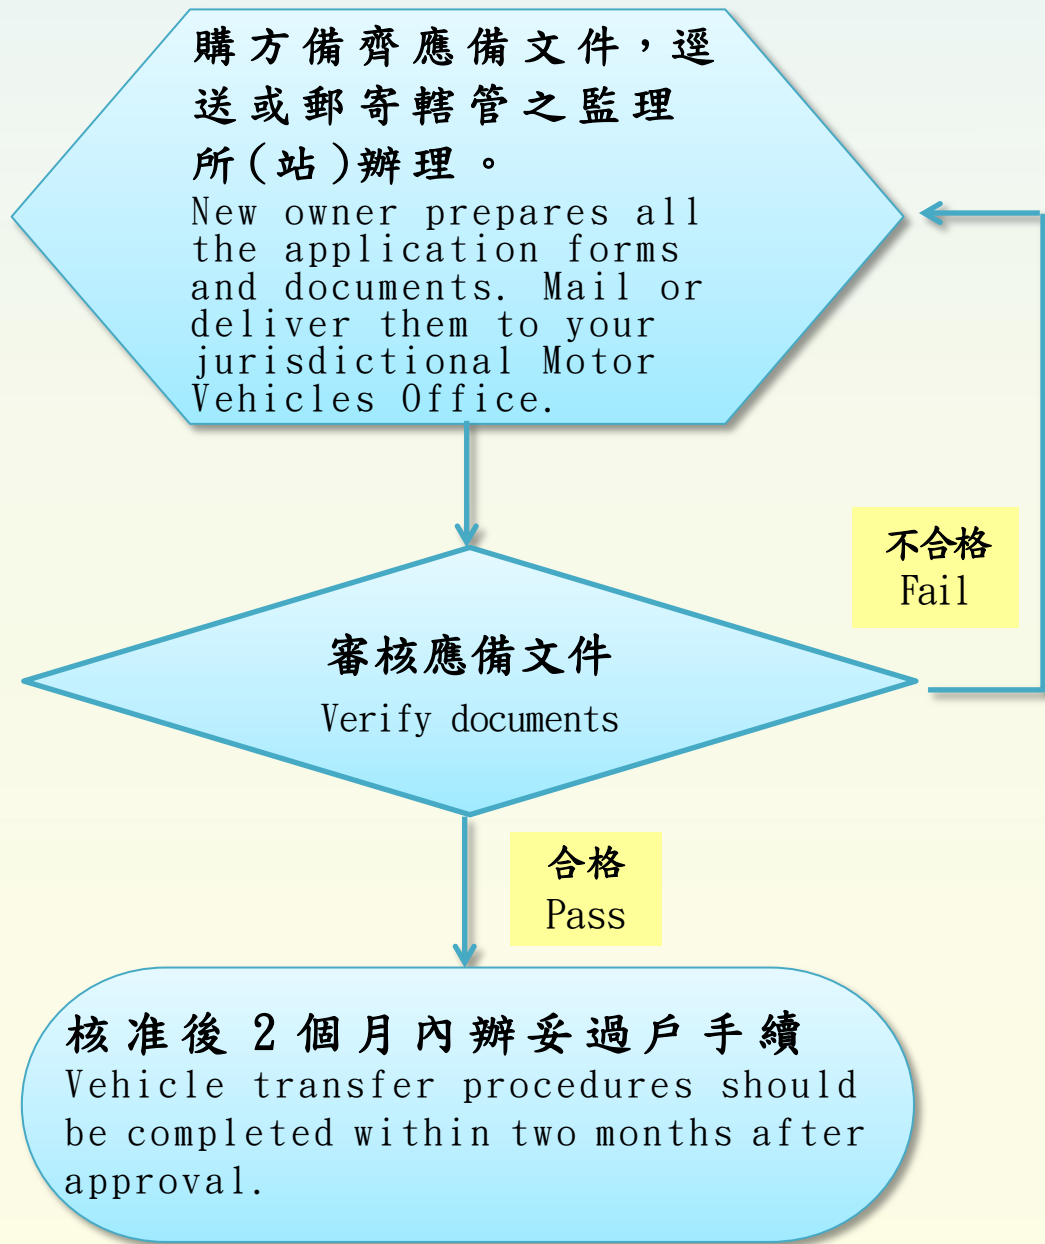 購方備齊應備文件，逕
送或郵寄轄管之監理
所(站)辦理。
New owner prepares all
the application forms
and documents. Mail or
deliver them to your
jurisdictional Motor
Vehicles Office.
不合格
Fail
審核應備文件
Verify documents
合格
Pass
核准後2個月內辦妥過戶手續
Vehicle transfer procedures should
be completed within two months after
approval.